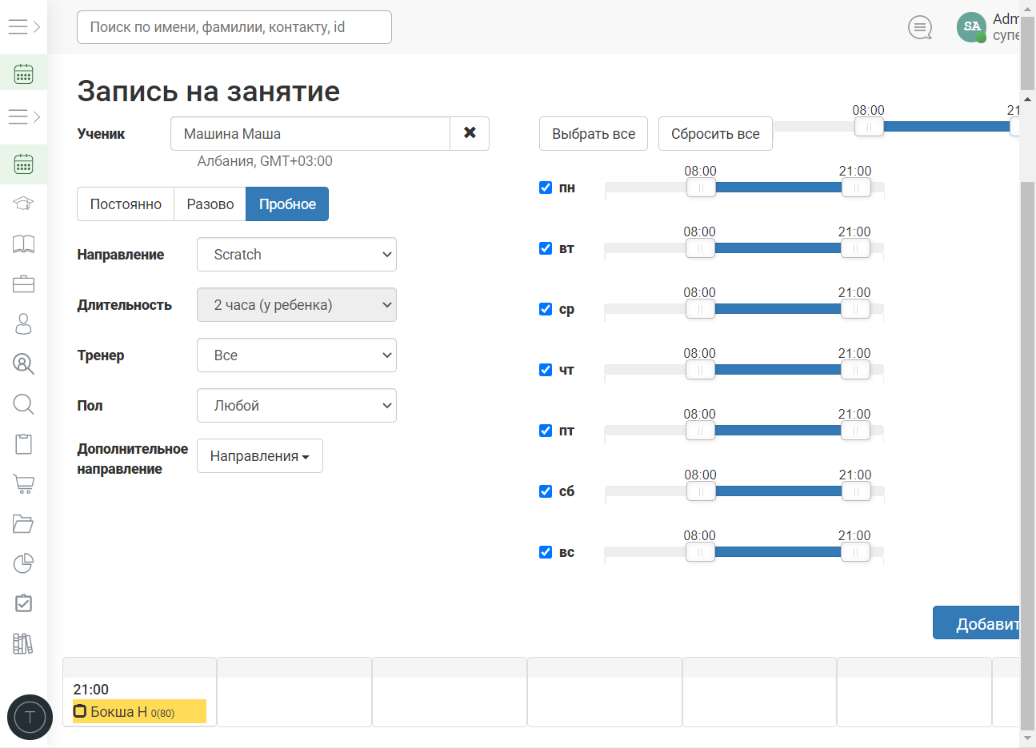 Поиск по имени, фамилии, контакту, id
SA
Adm
супе
Запись на занятие
Ученик
Машина Маша
Албания, GMT+03:00
Постоянно
Разово
Пробное
Направление
Scratch
Длительность
2 часа (у ребенка)
Тренер
Все
Пол
Любой
Дополнительное
направление
Направления
Выбрать все
Сбросить все
08:00
21
пн
08:00
21:00
вт
08:00
21:00
ср
08:00
21:00
чт
08:00
21:00
пт
08:00
21:00
сб
08:00
21:00
вс
08:00
21:00
Добавит
21:00
Бокша Н 0(80)
T